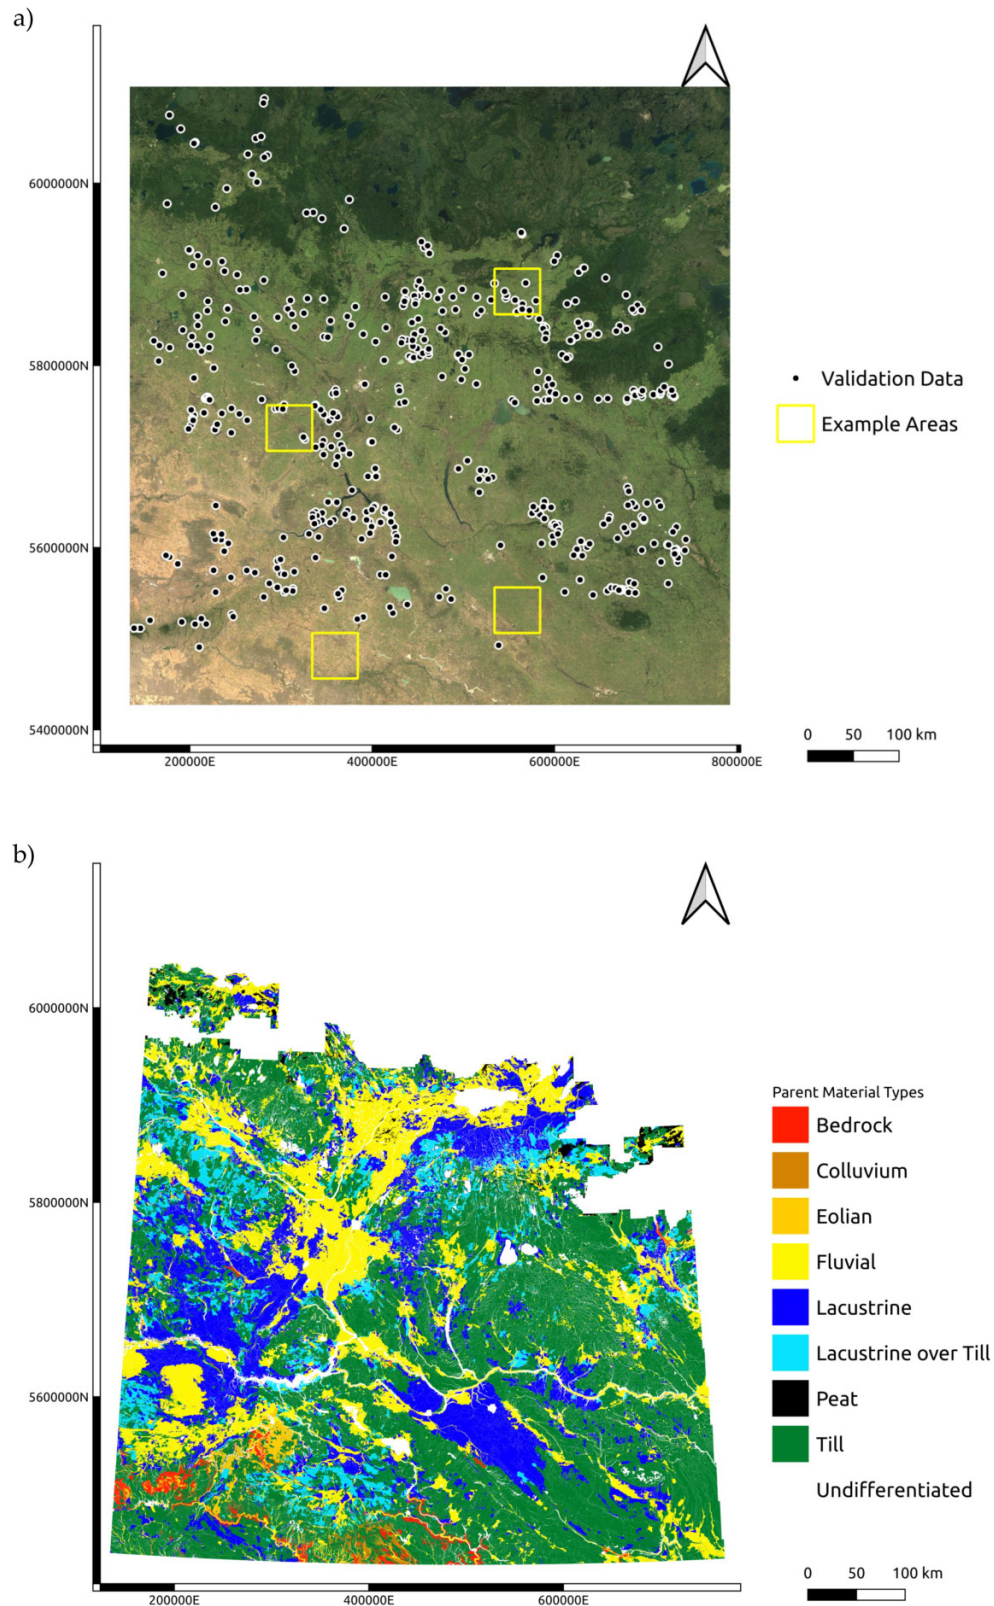 a)
6000000N
5800000N
5600000N
5400000N
200000E
400000E
600000E
800000E
Validation Data
Example Areas
0 50 100 km
b)
6000000N
5800000N
5600000N
200000E
400000E
600000E
Parent Material Types
Bedrock
Colluvium
Eolian
Fluvial
Lacustrine
Lacustrine over Till
Peat
Till
Undifferentiated
0 50 100 km